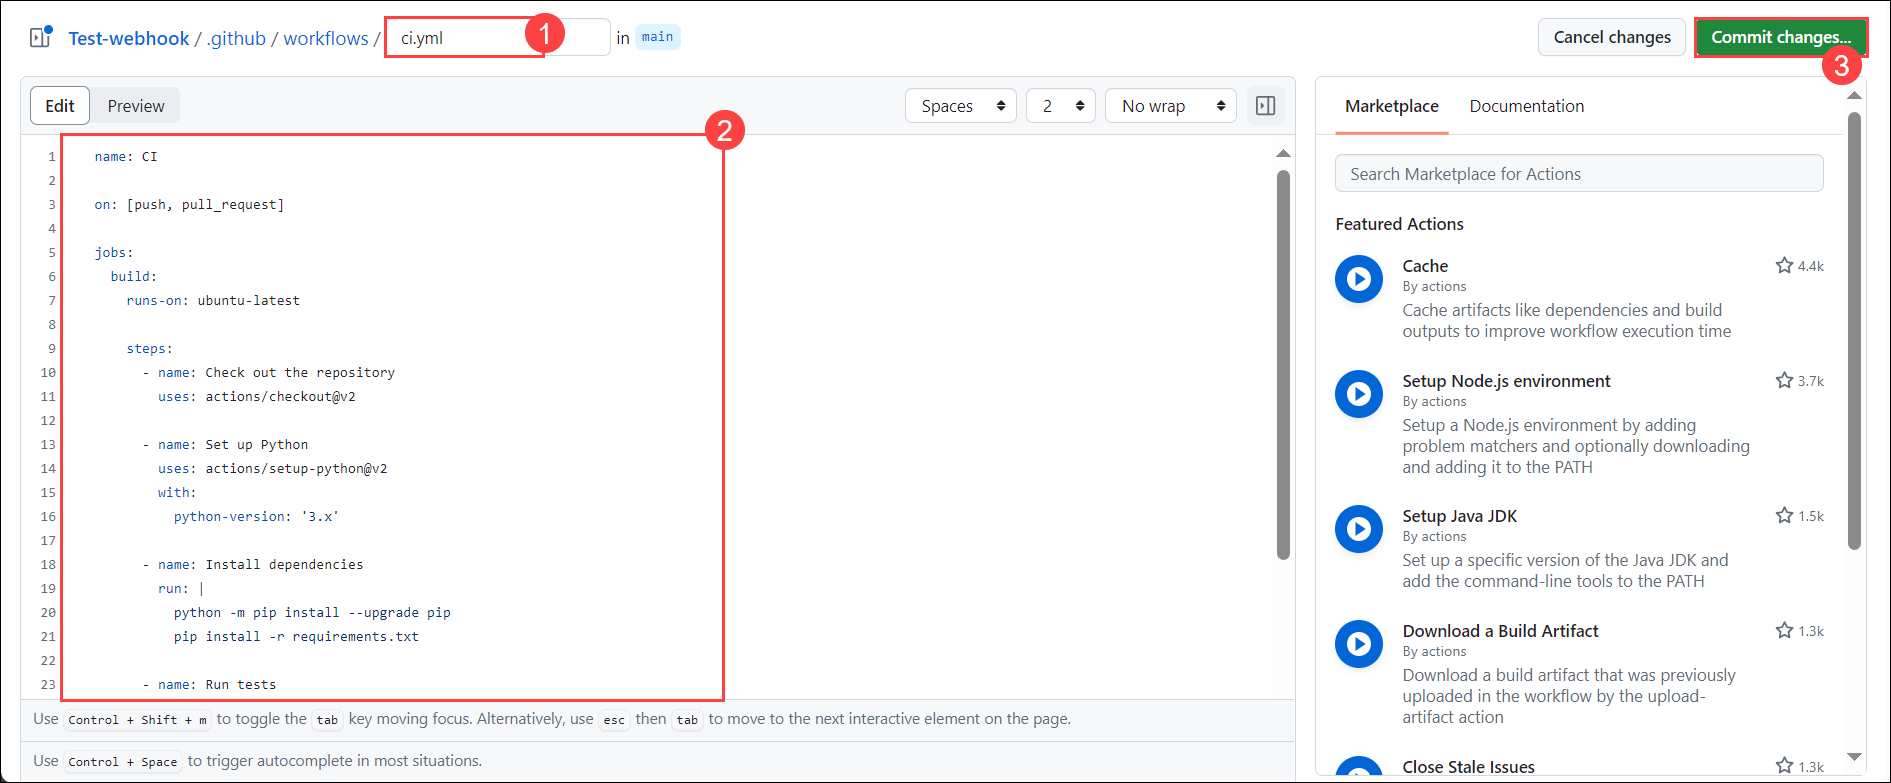 Test-webhook / .github / workflows / ci.yml in main Cancel changes Commit changes...
1
3
Edit Preview Spaces 2 No wrap
2
1 name: CI
2
3 on: [push, pull_request]
4
5 jobs:
6 build:
7 runs-on: ubuntu-latest
8
9 steps:
10 - name: Check out the repository
11 uses: actions/checkout@v2
12
13 - name: Set up Python
14 uses: actions/setup-python@v2
15 with:
16 python-version: '3.x'
17
18 - name: Install dependencies
19 run: |
20 python -m pip install --upgrade pip
21 pip install -r requirements.txt
22
23 - name: Run tests
Use Control + Shift + m to toggle the tab key moving focus. Alternatively, use esc then tab to move to the next interactive element on the page.
Use Control + Space to trigger autocomplete in most situations.
Marketplace Documentation
Search Marketplace for Actions
Featured Actions
Cache 4.4k
By actions
Cache artifacts like dependencies and build
outputs to improve workflow execution time
Setup Node.js environment 3.7k
By actions
Setup a Node.js environment by adding
problem matchers and optionally downloading
and adding it to the PATH
Setup Java JDK 1.5k
By actions
Set up a specific version of the Java JDK and
add the command-line tools to the PATH
Download a Build Artifact 1.3k
By actions
Download a build artifact that was previously
uploaded in the workflow by the upload-
artifact action
Close Stale Issues 1.3k